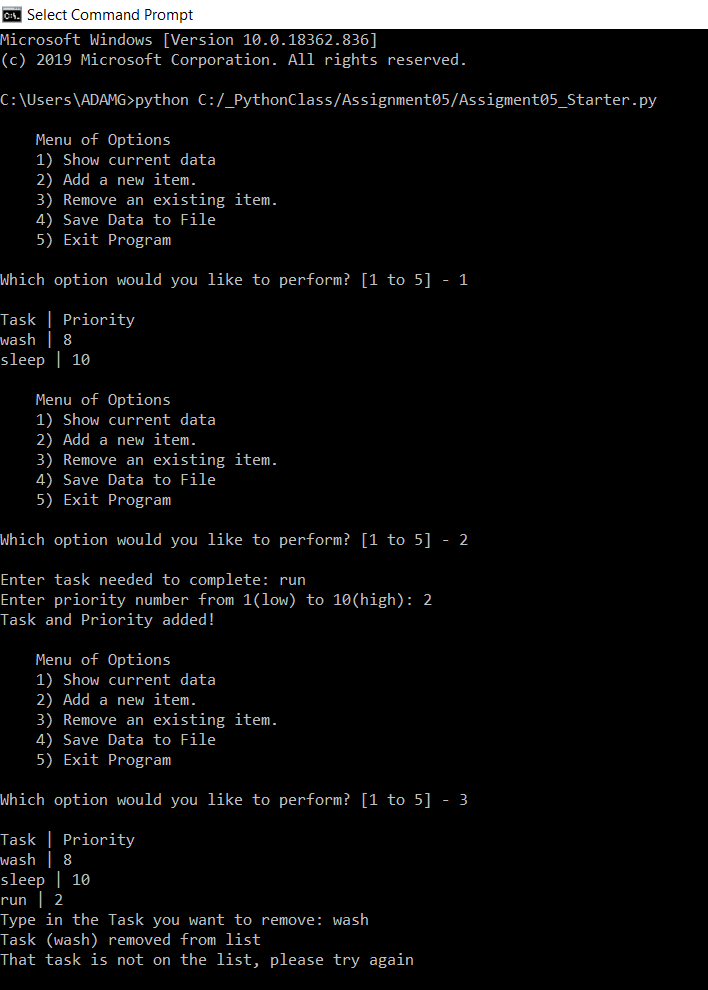 Select Command Prompt
Microsoft Windows [Version 10.0.18362.836]
(c) 2019 Microsoft Corporation. All rights reserved.
C:\Users\ADAMG>python C:/_PythonClass/Assignment05/Assigment05_Starter.py
Menu of Options
1) Show current data
2) Add a new item.
3) Remove an existing item.
4) Save Data to File
5) Exit Program
Which option would you like to perform? [1 to 5] - 1
Task | Priority
wash | 8
sleep | 10
Menu of Options
1) Show current data
2) Add a new item.
3) Remove an existing item.
4) Save Data to File
5) Exit Program
Which option would you like to perform? [1 to 5] - 2
Enter task needed to complete: run
Enter priority number from 1(low) to 10(high): 2
Task and Priority added!
Menu of Options
1) Show current data
2) Add a new item.
3) Remove an existing item.
4) Save Data to File
5) Exit Program
Which option would you like to perform? [1 to 5] - 3
Task | Priority
wash | 8
sleep | 10
run | 2
Type in the Task you want to remove: wash
Task (wash) removed from list
That task is not on the list, please try again